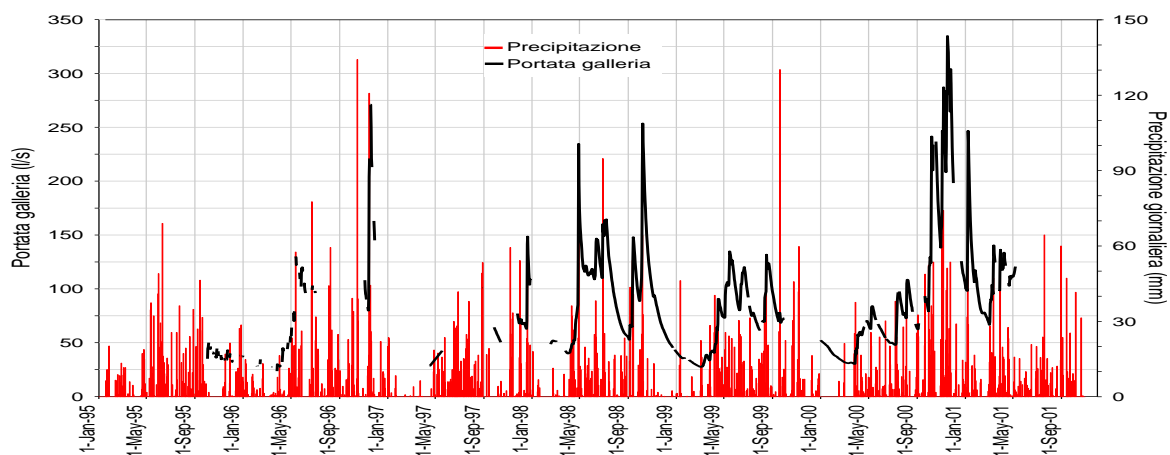 350
300
250
200
150
100
50
0
Portata galleria (l/s)
Precipitazione
Portata galleria
150
120
90
60
30
0
Precipitazione giornaliera (mm)
1-Jan-95
1-May-95
1-Sep-95
1-Jan-96
1-May-96
1-Sep-96
1-Jan-97
1-May-97
1-Sep-97
1-Jan-98
1-May-98
1-Sep-98
1-Jan-99
1-May-99
1-Sep-99
1-Jan-00
1-May-00
1-Sep-00
1-Jan-01
1-May-01
1-Sep-01